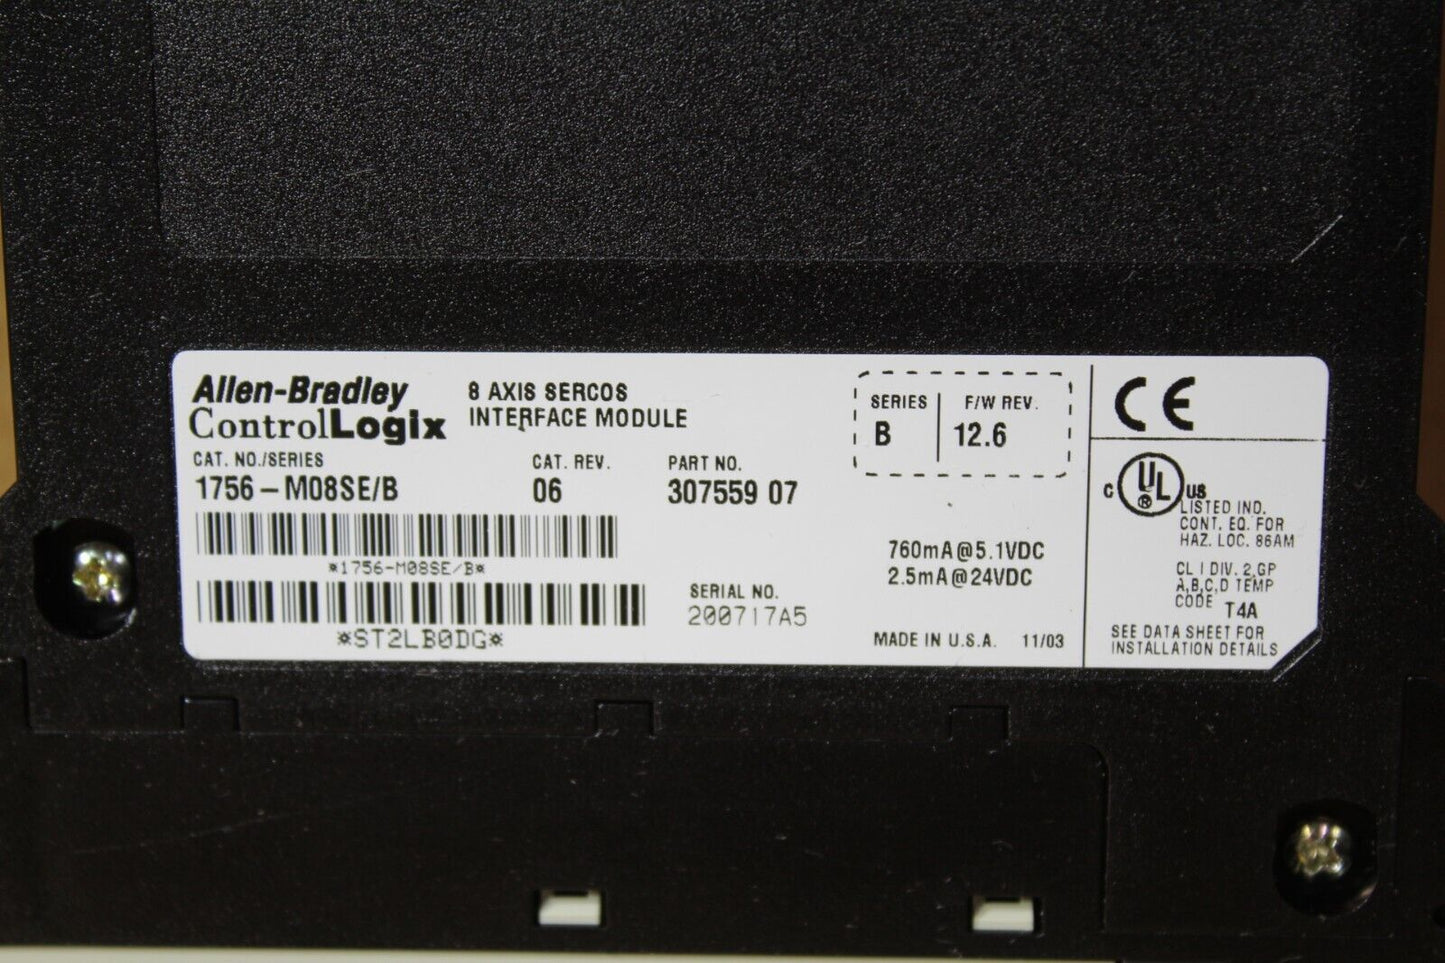 Allen-Bradley
ControlLogix
8 AXIS SERCOS
INTERFACE MODULE
SERIES F/W REV.
B 12.6
CAT. NO./SERIES CAT. REV. PART NO.
1756 – M08SE/B 06 307559 07
*1756-M08SE/B*
*ST2LB0DG*
SERIAL NO.
200717A5
760mA@5.1VDC
2.5mA@24VDC
MADE IN U.S.A. 11/03
CE
C UL ® US
LISTED IND.
CONT. EQ. FOR
HAZ. LOC. 86AM
CL I DIV. 2,GP
A,B,C,D TEMP
CODE T4A
SEE DATA SHEET FOR
INSTALLATION DETAILS